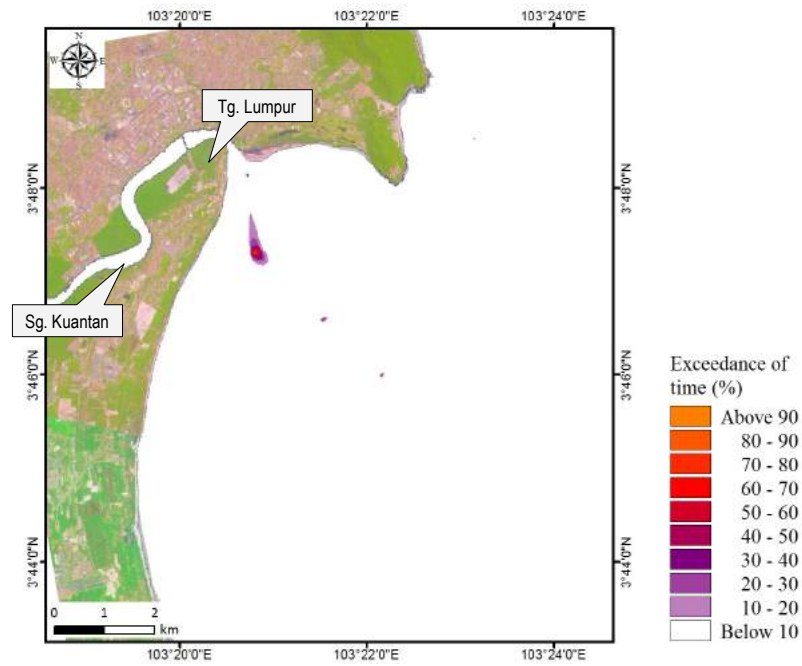 103°20'0"E 103°22'0"E 103°24'0"E
N
W E
S
Tg. Lumpur
3°48'0"N 3°48'0"N
Sg. Kuantan
3°46'0"N 3°46'0"N
Exceedance of
time (%)
Above 90
80 - 90
70 - 80
60 - 70
50 - 60
40 - 50
30 - 40
20 - 30
10 - 20
Below 10
3°44'0"N 3°44'0"N
0 1 2
km
103°20'0"E 103°22'0"E 103°24'0"E